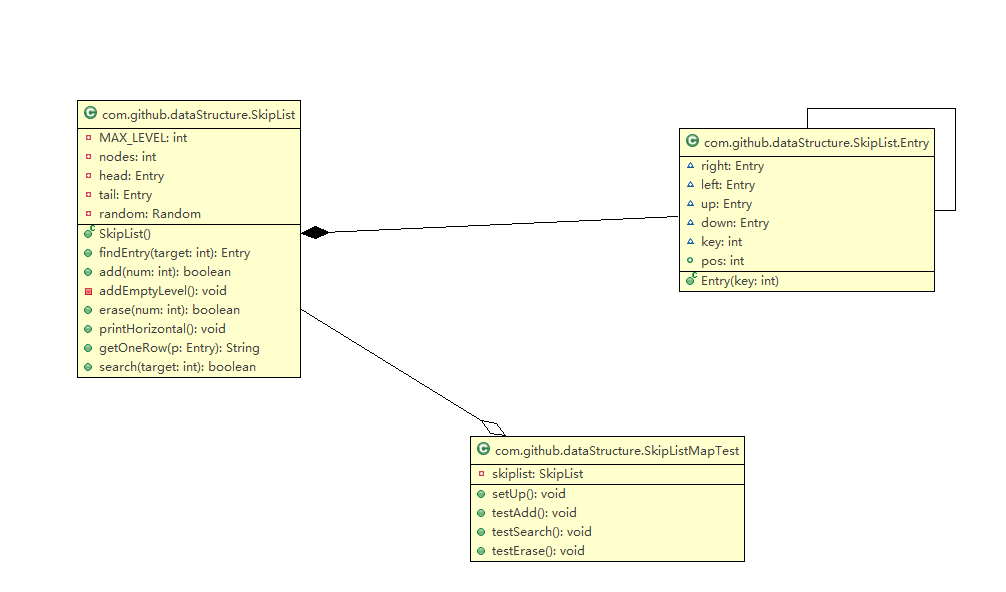 com.github.dataStructure.SkipList
MAX_LEVEL: int
nodes: int
head: Entry
tail: Entry
random: Random
SkipList()
findEntry(target: int): Entry
add(num: int): boolean
addEmptyLevel(): void
erase(num: int): boolean
printHorizontal(): void
getOneRow(p: Entry): String
search(target: int): boolean
com.github.dataStructure.SkipList.Entry
right: Entry
left: Entry
up: Entry
down: Entry
key: int
pos: int
Entry(key: int)
com.github.dataStructure.SkipListMapTest
skiplist: SkipList
setUp(): void
testAdd(): void
testSearch(): void
testErase(): void